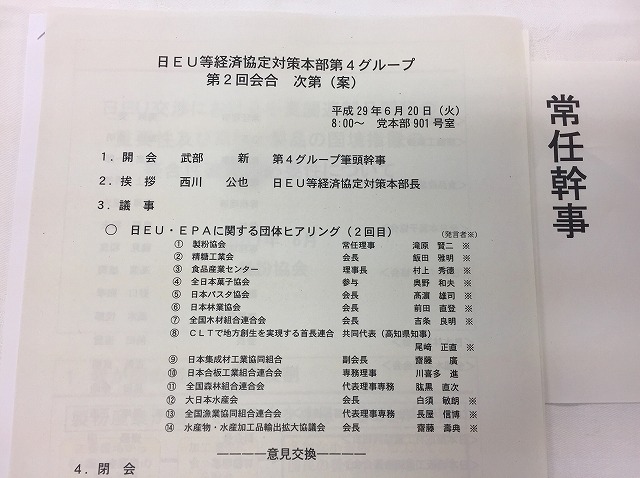 日ＥＵ等経済協定対策本部第４グループ
第２回会合　次第（案）
平成29年6月20日（火）
8:00～　党本部901号室
1．開　会　武部　新　第４グループ筆頭幹事
2．挨　拶　西川　公也　日ＥＵ等経済協定対策本部長
3．議　事
○　日ＥＵ・ＥＰＡに関する団体ヒアリング（２回目）　（発言者※）
①　製粉協会　常任理事　滝原　賢二　※
②　精糖工業会　会長　飯田　雅明　※
③　食品産業センター　理事長　村上　秀徳　※
④　全日本菓子協会　参与　奥野　和夫　※
⑤　日本パスタ協会　会長　高瀬　雄司　※
⑥　日本林業協会　会長　前田　直登　※
⑦　全国木材組合連合会　会長　吉条　良明　※
⑧　ＣＬＴで地方創生を実現する首長連合　共同代表（高知県知事）
尾﨑　正直　※
⑨　日本集成材工業協同組合　副会長　齋藤　廣
⑩　日本合板工業組合連合会　専務理事　川喜多　進
⑪　全国森林組合連合会　代表理事専務　肱黒　直次
⑫　大日本水産会　会長　白須　敏朗　※
⑬　全国漁業協同組合連合会　代表理事専務　長屋　信博　※
⑭　水産物・水産加工品輸出拡大協議会　会長　齋藤　壽典　※
――――意見交換――――
4．閉　会
常任幹事